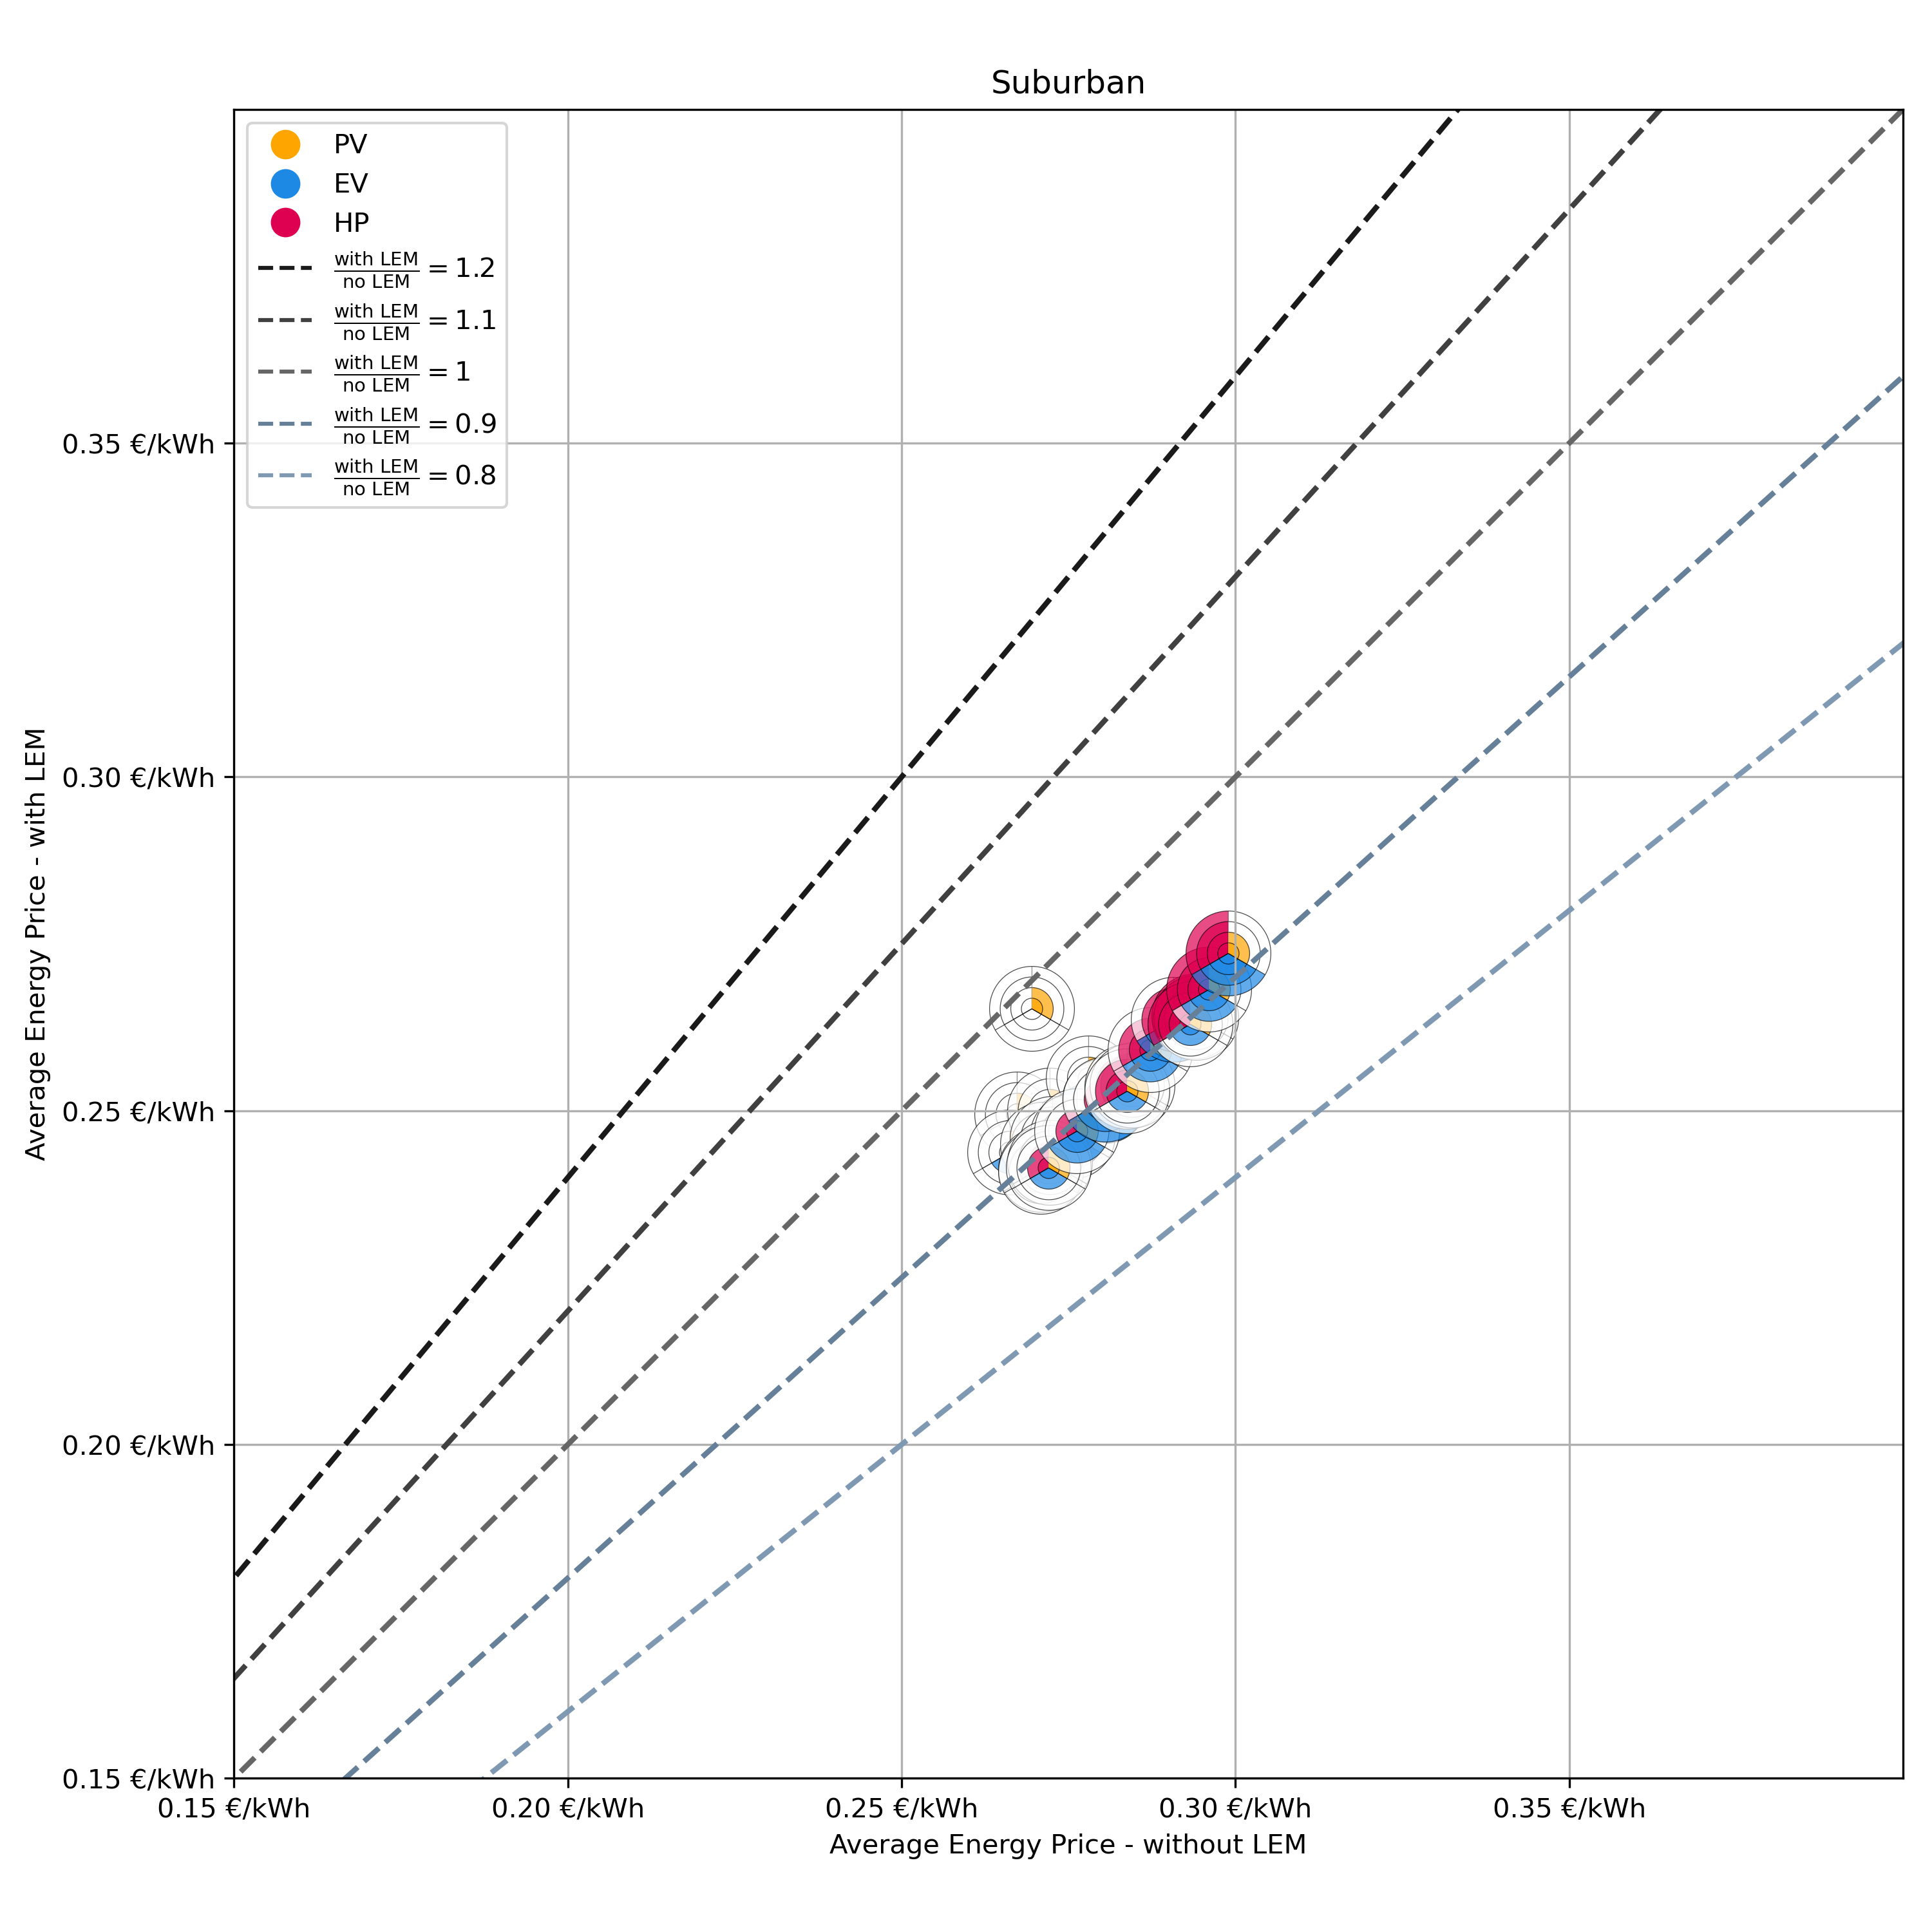 Suburban
PV
EV
HP
with LEM
no LEM = 1.2
with LEM
no LEM = 1.1
with LEM
no LEM = 1
with LEM
no LEM = 0.9
with LEM
no LEM = 0.8
Average Energy Price - with LEM
0.35 €/kWh
0.30 €/kWh
0.25 €/kWh
0.20 €/kWh
0.15 €/kWh
0.15 €/kWh 0.20 €/kWh 0.25 €/kWh 0.30 €/kWh 0.35 €/kWh
Average Energy Price - without LEM